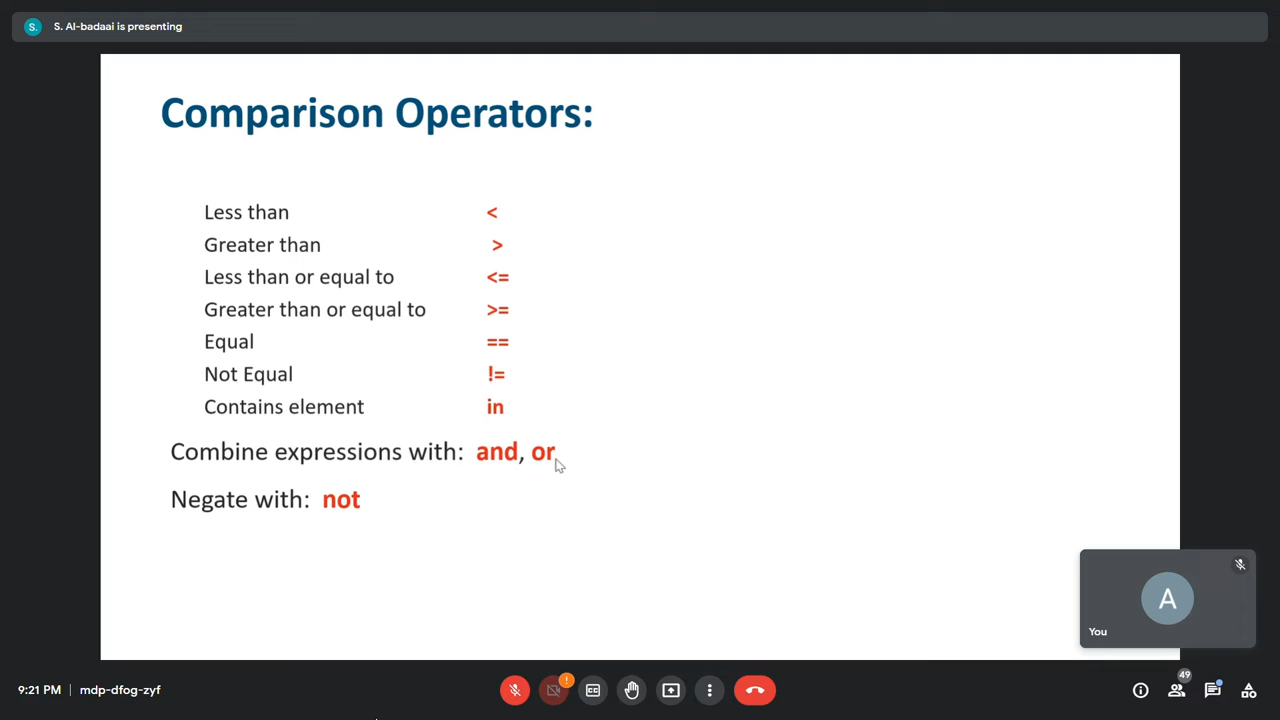 S. S. Al-badaai is presenting
Comparison Operators:
Less than <
Greater than >
Less than or equal to <=
Greater than or equal to >=
Equal ==
Not Equal !=
Contains element in
Combine expressions with: and, or
Negate with: not
A
You
9:21 PM | mdp-dfog-zyf
! CC 49